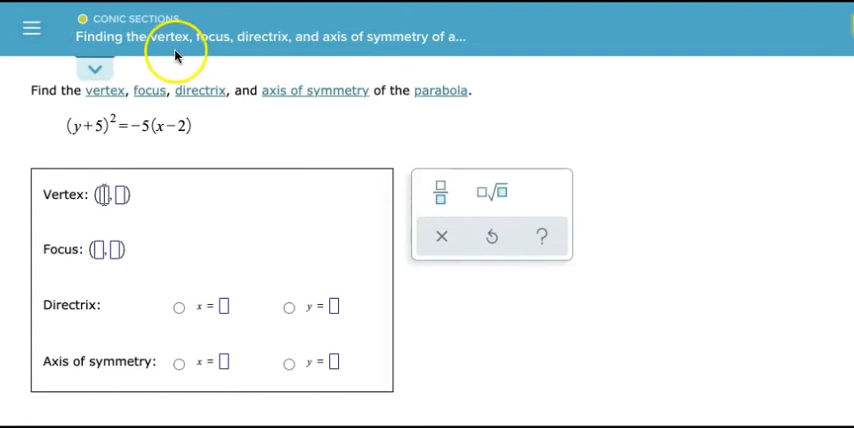 CONIC SECTIONS
Finding the vertex, focus, directrix, and axis of symmetry of a...
Find the vertex, focus, directrix, and axis of symmetry of the parabola.
(y+5)²=−5(x−2)
Vertex: (▯,▯)
Focus: (▯,▯)
Directrix: x = ▯ y = ▯
Axis of symmetry: x = ▯ y = ▯
▯/▯ ▯√▯
× ↺ ?